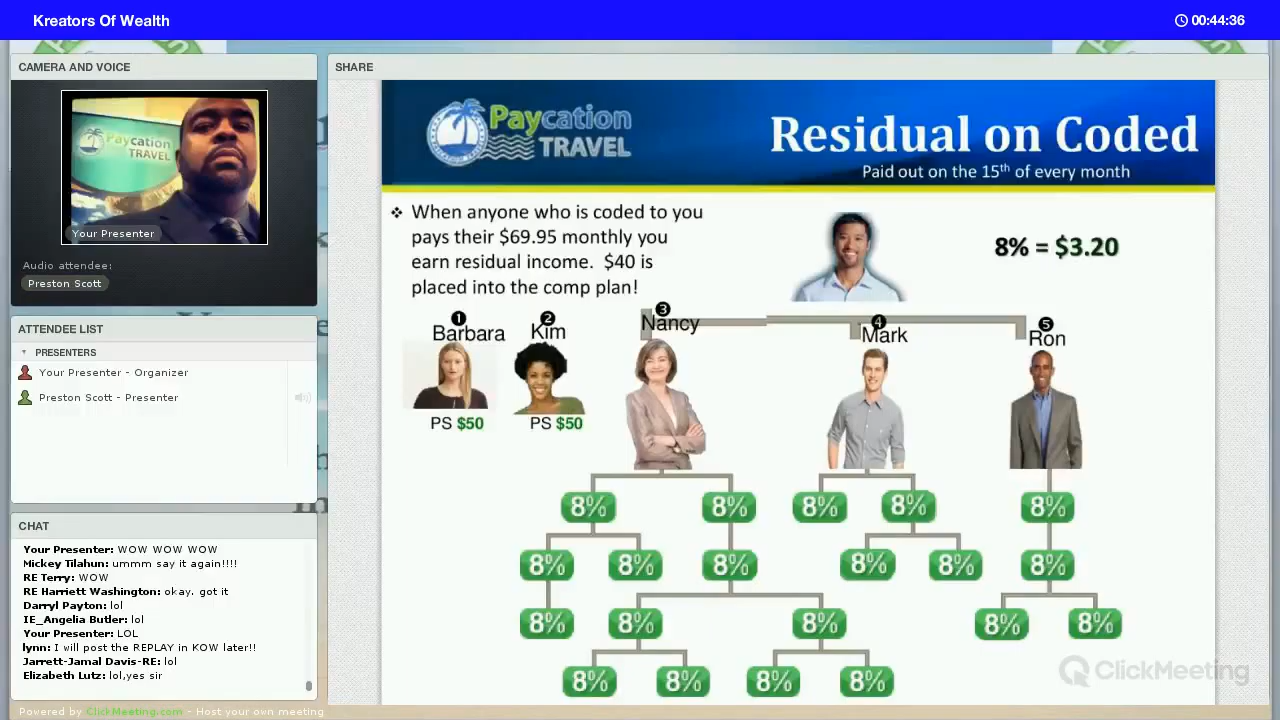 Kreators Of Wealth
00:44:36
CAMERA AND VOICE
Paycation
TRAVEL
Your Presenter
Audio attendee:
Preston Scott
ATTENDEE LIST
PRESENTERS
Your Presenter - Organizer
Preston Scott - Presenter
CHAT
Your Presenter: WOW WOW WOW
Mickey Tilahun: ummm say it again!!!!
RE Terry: WOW
RE Harriett Washington: okay, got it
Darryl Payton: lol
IE_Angelia Butler: lol
Your Presenter: LOL
lynn: I will post the REPLAY in KOW later!!
Jarrett-Jamal Davis-RE: lol
Elizabeth Lutz: lol,yes sir
Powered by ClickMeeting.com - Host your own meeting
SHARE
Paycation
TRAVEL
Residual on Coded
Paid out on the 15th of every month
❖ When anyone who is coded to you
pays their $69.95 monthly you
earn residual income. $40 is
placed into the comp plan!
8% = $3.20
❶ ❷ ❸ ❹ ❺
Barbara Kim Nancy Mark Ron
PS $50 PS $50
8% 8% 8% 8% 8%
8% 8% 8% 8% 8% 8%
8% 8% 8% 8% 8%
8% 8% 8% 8%
ClickMeeting